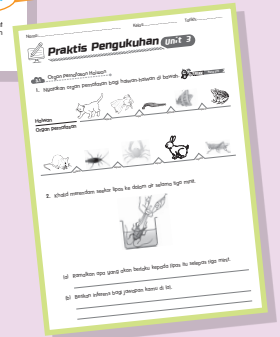 Nama:
Kelas:
Tarikh:
Praktis Pengukuhan Unit 3
Organ Pernafasan Haiwan
1. Nyatakan organ pernafasan bagi haiwan-haiwan di bawah.
Haiwan
Organ pernafasan
2. Khalid merendam seekor lipas ke dalam air selama tiga minit.
(a) Ramalkan apa yang akan berlaku kepada lipas itu selepas tiga minit.
(b) Berikan inferens bagi jawapan kamu di (a).